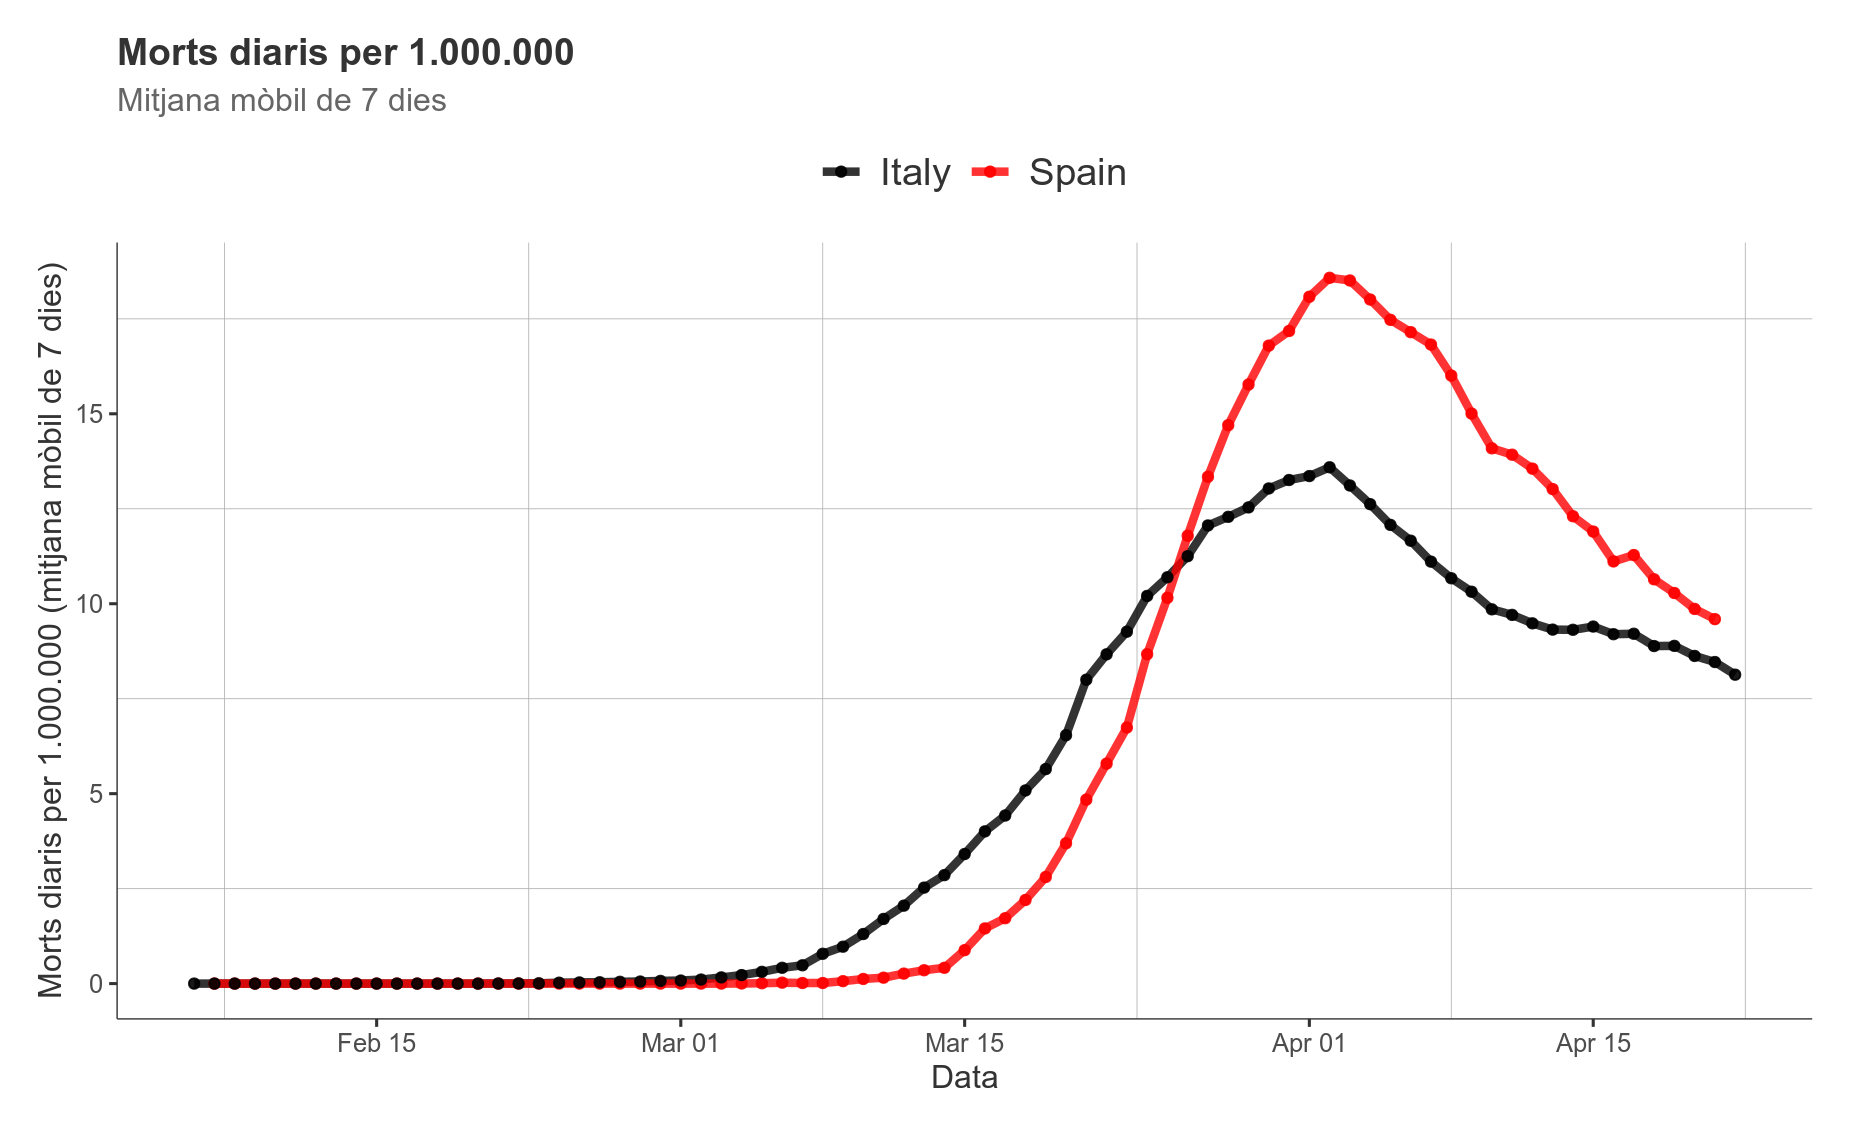 Morts diaris per 1.000.000
Mitjana mòbil de 7 dies
Italy Spain
Morts diaris per 1.000.000 (mitjana mòbil de 7 dies)
15
10
5
0
Feb 15 Mar 01 Mar 15 Apr 01 Apr 15
Data